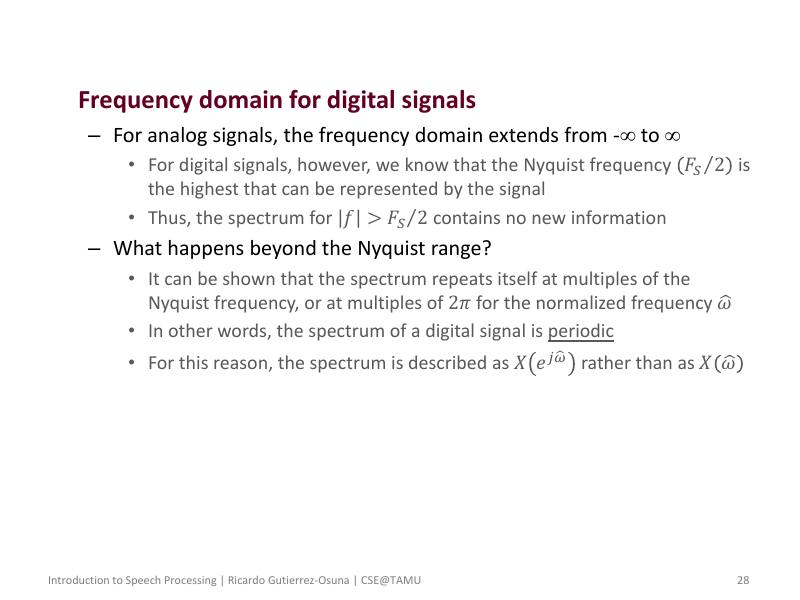 Frequency domain for digital signals
– For analog signals, the frequency domain extends from -∞ to ∞
• For digital signals, however, we know that the Nyquist frequency (F_S/2) is
the highest that can be represented by the signal
• Thus, the spectrum for |f| > F_S/2 contains no new information
– What happens beyond the Nyquist range?
• It can be shown that the spectrum repeats itself at multiples of the
Nyquist frequency, or at multiples of 2π for the normalized frequency ω̂
• In other words, the spectrum of a digital signal is periodic
• For this reason, the spectrum is described as X(e^{jω̂}) rather than as X(ω̂)
Introduction to Speech Processing | Ricardo Gutierrez-Osuna | CSE@TAMU 28